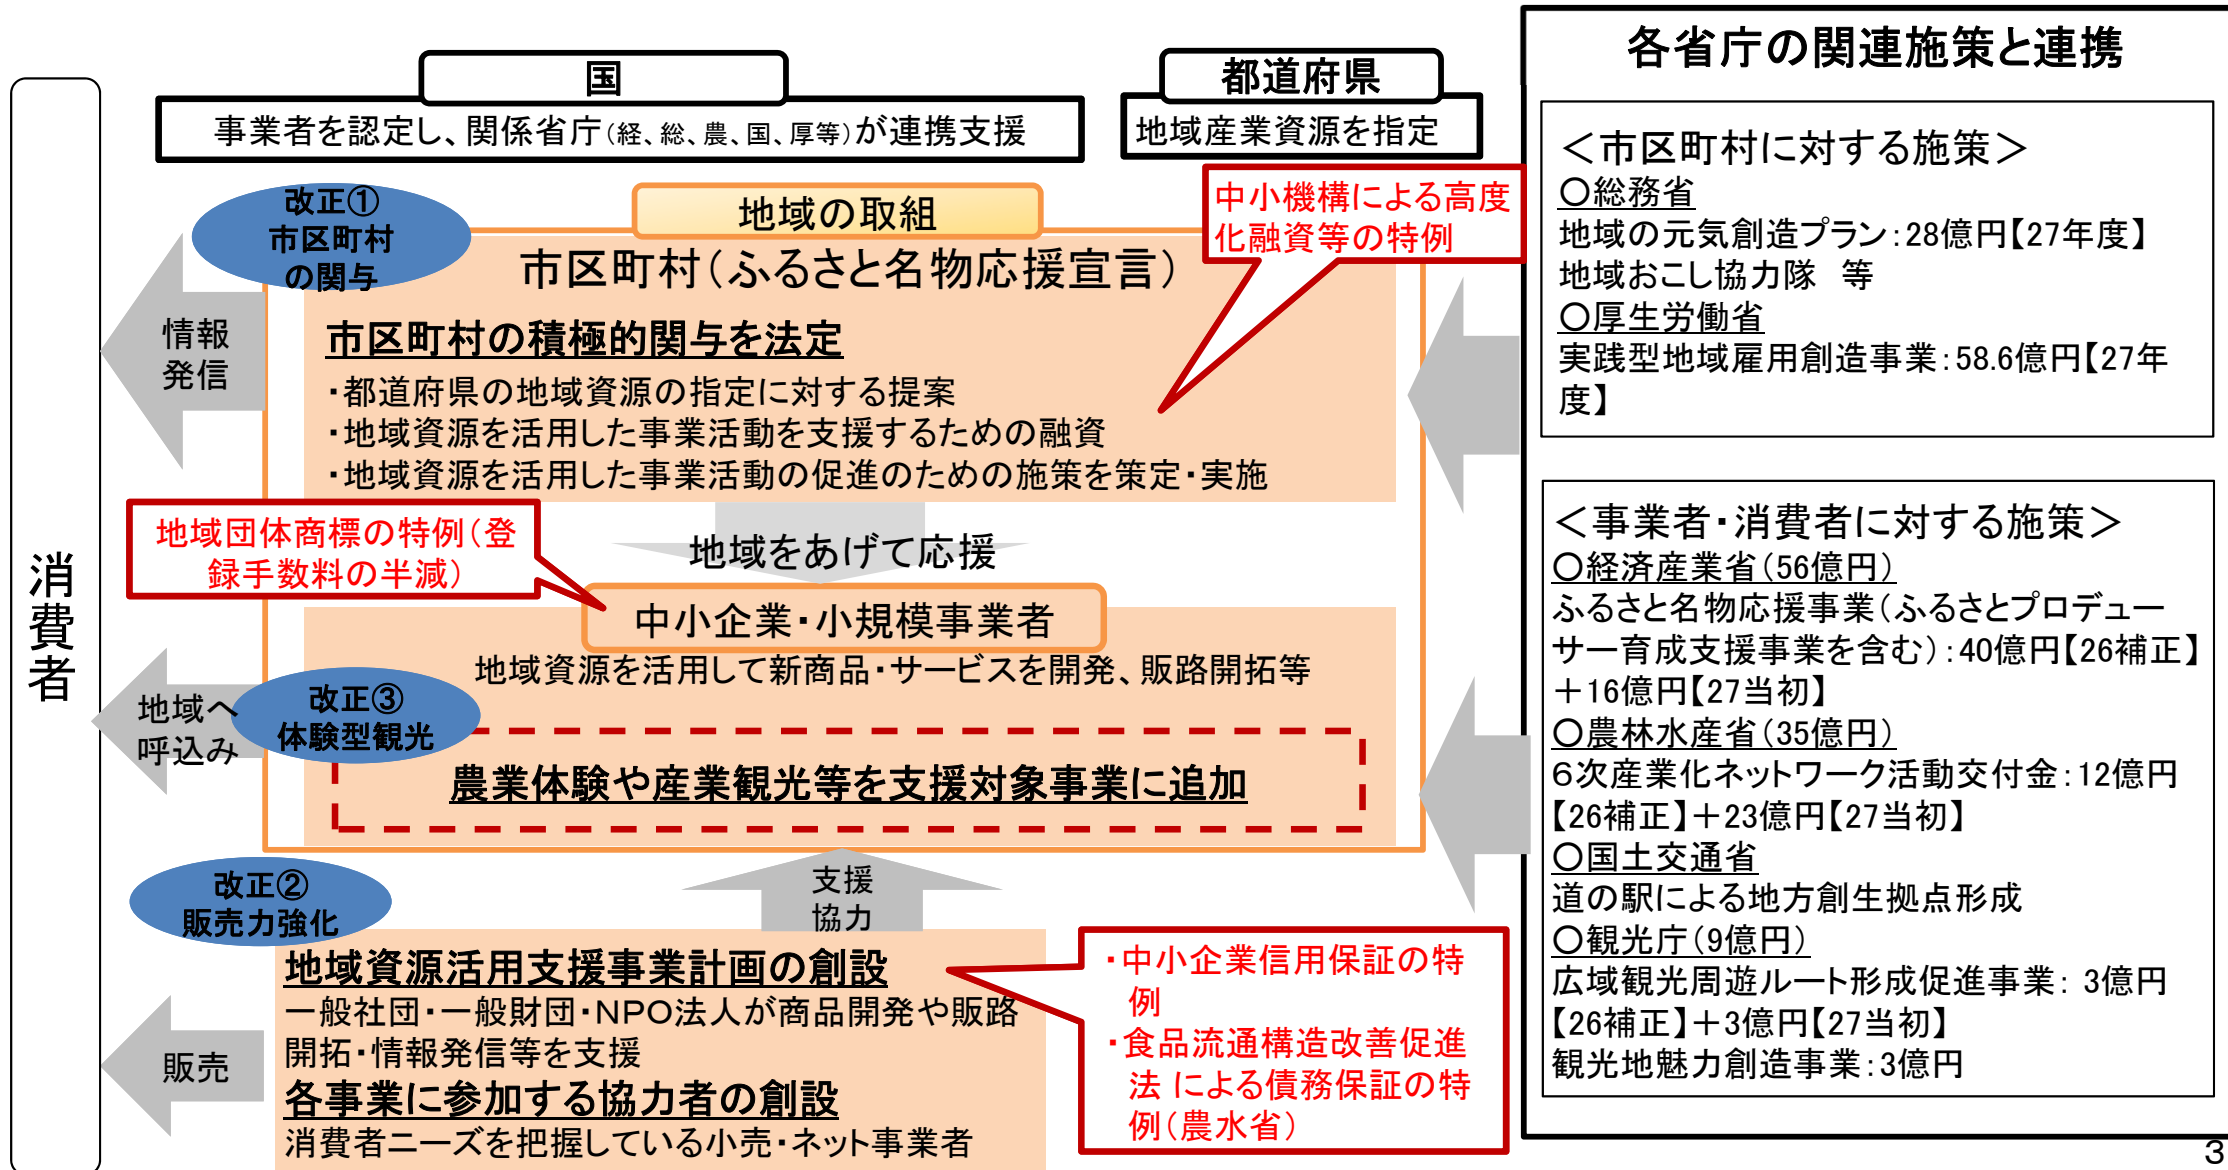 国
事業者を認定し、関係省庁(経、総、農、国、厚等)が連携支援
都道府県
地域産業資源を指定
改正①
市区町村
の関与
地域の取組
市区町村(ふるさと名物応援宣言)
市区町村の積極的関与を法定
・都道府県の地域資源の指定に対する提案
・地域資源を活用した事業活動を支援するための融資
・地域資源を活用した事業活動の促進のための施策を策定・実施
中小機構による高度
化融資等の特例
情報
発信
地域をあげて応援
地域団体商標の特例(登
録手数料の半減)
中小企業・小規模事業者
地域資源を活用して新商品・サービスを開発、販路開拓等
改正③
体験型観光
農業体験や産業観光等を支援対象事業に追加
地域へ
呼込み
消費者
支援
協力
改正②
販売力強化
地域資源活用支援事業計画の創設
一般社団・一般財団・NPO法人が商品開発や販路
開拓・情報発信等を支援
各事業に参加する協力者の創設
消費者ニーズを把握している小売・ネット事業者
販売
・中小企業信用保証の特
例
・食品流通構造改善促進
法 による債務保証の特
例(農水省)
各省庁の関連施策と連携
＜市区町村に対する施策＞
○総務省
地域の元気創造プラン:28億円【27年度】
地域おこし協力隊 等
○厚生労働省
実践型地域雇用創造事業:58.6億円【27年
度】
＜事業者・消費者に対する施策＞
○経済産業省(56億円)
ふるさと名物応援事業(ふるさとプロデュー
サー育成支援事業を含む):40億円【26補正】
＋16億円【27当初】
○農林水産省(35億円)
6次産業化ネットワーク活動交付金:12億円
【26補正】＋23億円【27当初】
○国土交通省
道の駅による地方創生拠点形成
○観光庁(9億円)
広域観光周遊ルート形成促進事業: 3億円
【26補正】＋3億円【27当初】
観光地魅力創造事業:3億円
3